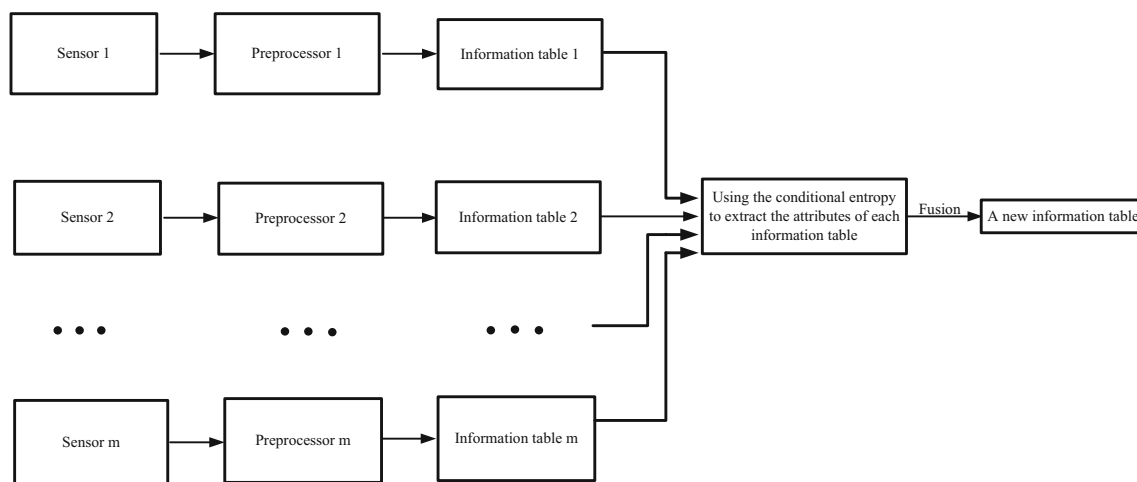 Sensor 1
Preprocessor 1
Information table 1
Sensor 2
Preprocessor 2
Information table 2
Using the conditional entropy
to extract the attributes of each
information table
Fusion
A new information table
Sensor m
Preprocessor m
Information table m